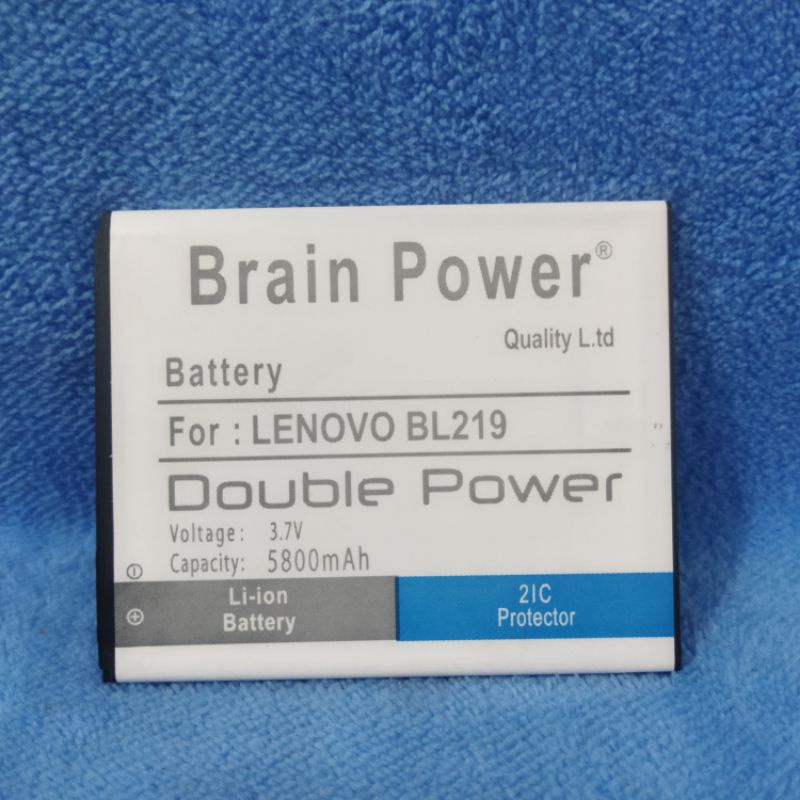 Brain Power®
Quality L.td
Battery
For : LENOVO BL219
Double Power
Voltage: 3.7V
Capacity: 5800mAh
Li-ion
Battery
2IC
Protector